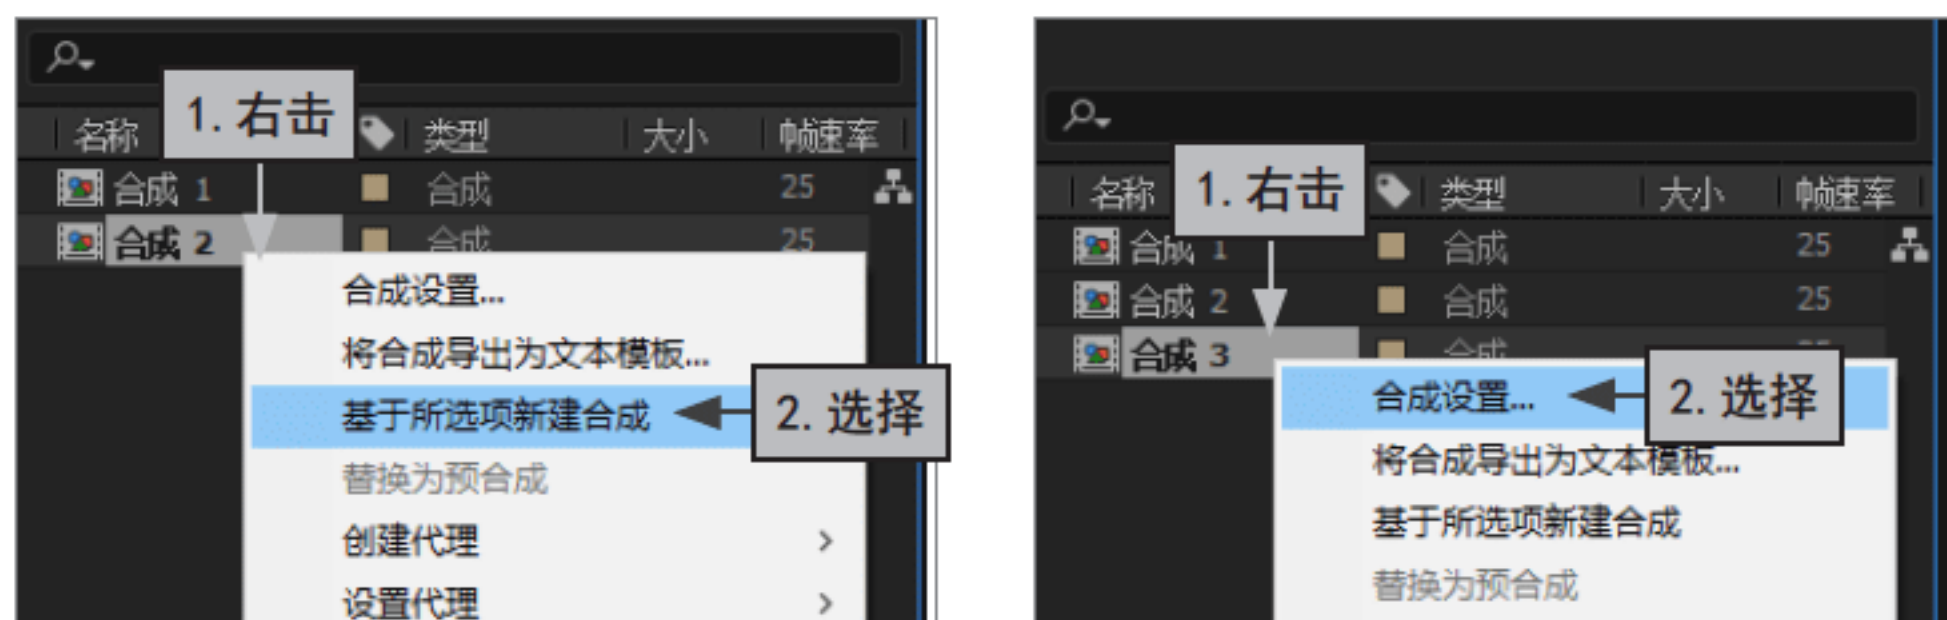 1. 右击
名称 类型 大小 帧速率
合成 1 合成 25
合成 2 合成 25
合成设置...
将合成导出为文本模板...
基于所选项新建合成
2. 选择
替换为预合成
创建代理
设置代理
1. 右击
名称 类型 大小 帧速率
合成 1 合成 25
合成 2 合成 25
合成 3 合成
合成设置...
2. 选择
将合成导出为文本模板...
基于所选项新建合成
替换为预合成